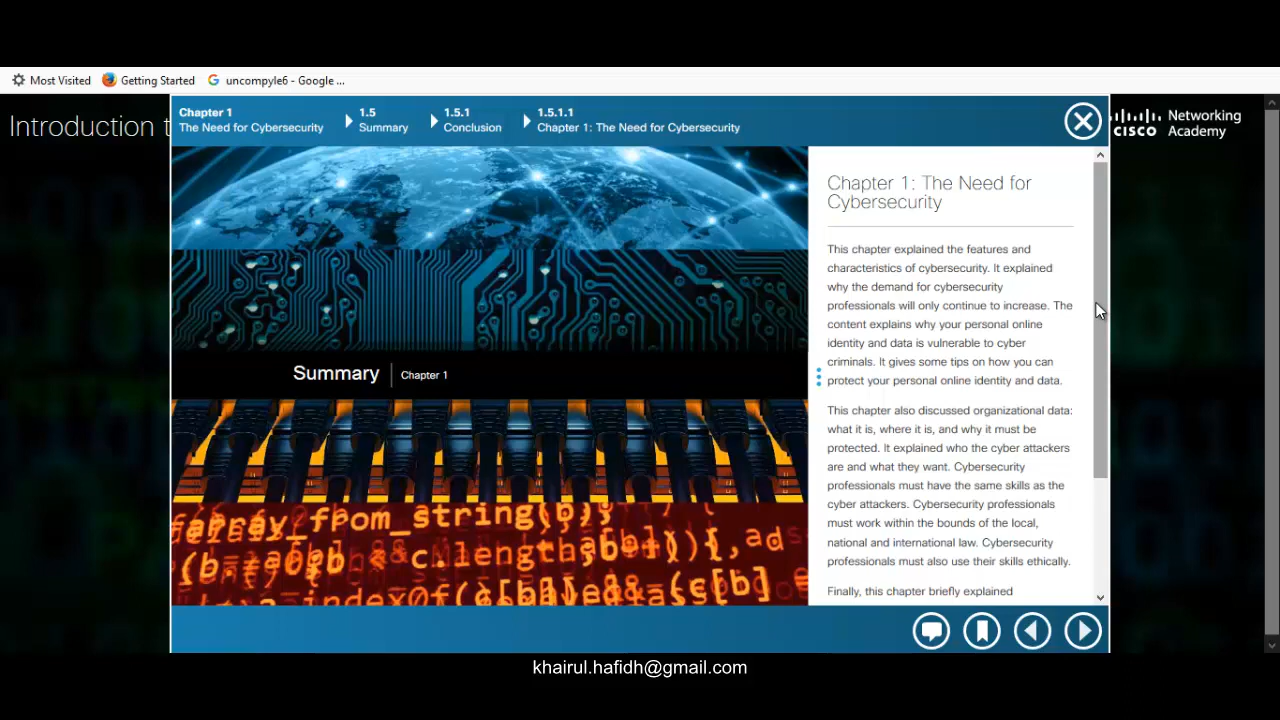 Most Visited Getting Started uncompyle6 - Google ...
Introduction t
Chapter 1
The Need for Cybersecurity
1.5
Summary
1.5.1
Conclusion
1.5.1.1
Chapter 1: The Need for Cybersecurity
CISCO
Networking
Academy
Summary
Chapter 1
array_from_string(b);
Chapter 1: The Need for
Cybersecurity
This chapter explained the features and
characteristics of cybersecurity. It explained
why the demand for cybersecurity
professionals will only continue to increase. The
content explains why your personal online
identity and data is vulnerable to cyber
criminals. It gives some tips on how you can
protect your personal online identity and data.
This chapter also discussed organizational data:
what it is, where it is, and why it must be
protected. It explained who the cyber attackers
are and what they want. Cybersecurity
professionals must have the same skills as the
cyber attackers. Cybersecurity professionals
must work within the bounds of the local,
national and international law. Cybersecurity
professionals must also use their skills ethically.
Finally, this chapter briefly explained
khairul.hafidh@gmail.com